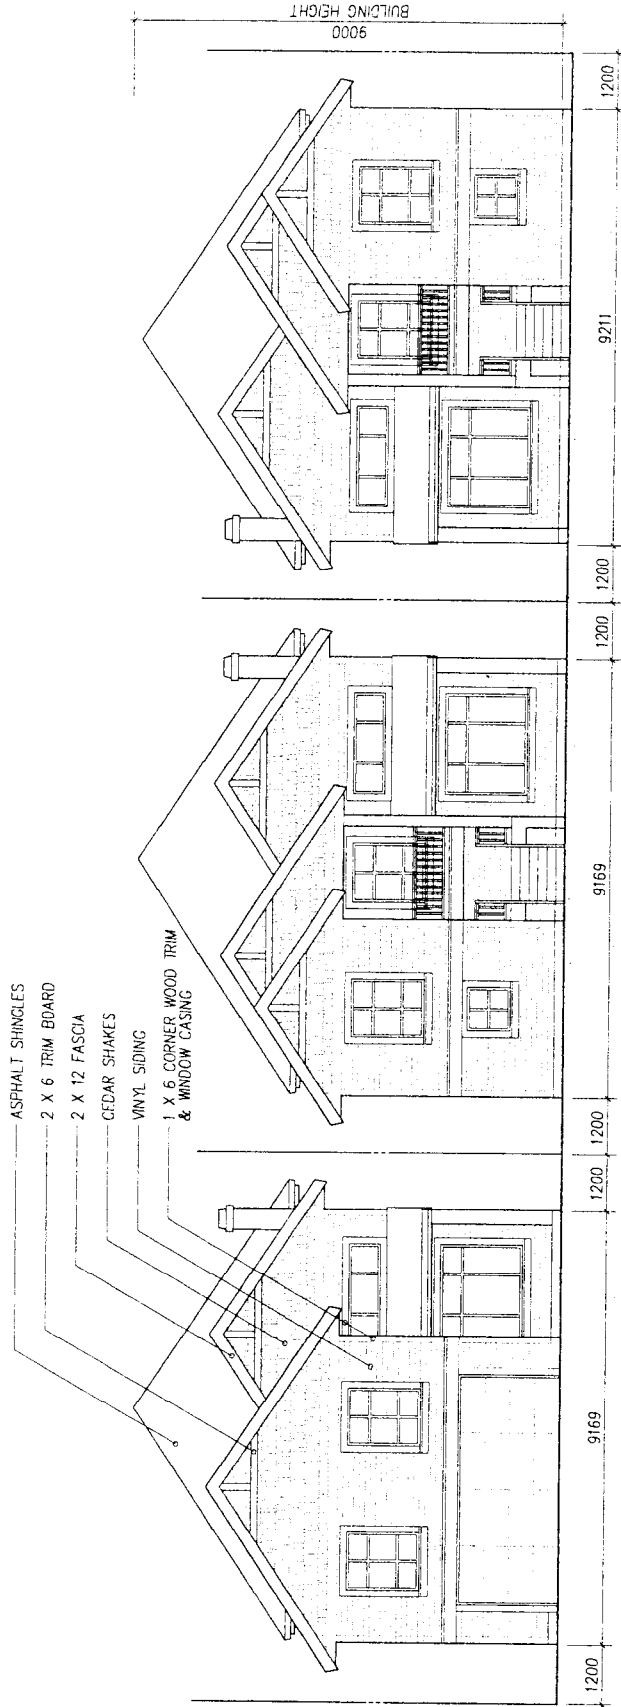 ASPHALT SHINGLES
2 X 6 TRIM BOARD
2 X 12 FASCIA
CEDAR SHAKES
VINYL SIDING
1 X 6 CORNER WOOD TRIM
& WINDOW CASING
1200
9169
1200
1200
9169
1200
1200
9211
1200
9000
BUILDING HEIGHT